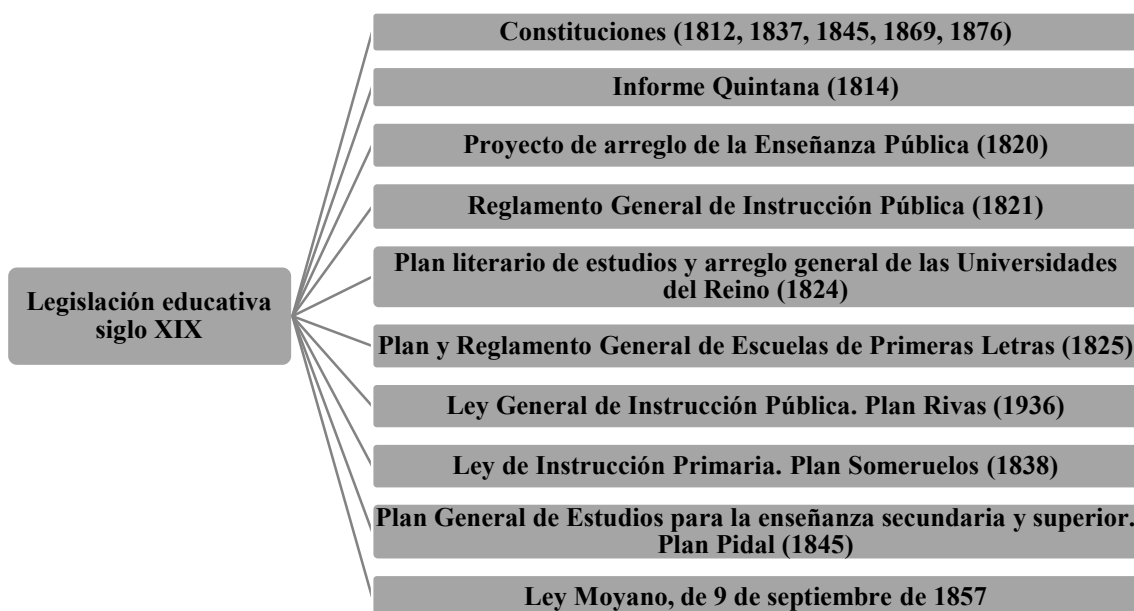 Constituciones (1812, 1837, 1845, 1869, 1876)
Informe Quintana (1814)
Proyecto de arreglo de la Enseñanza Pública (1820)
Reglamento General de Instrucción Pública (1821)
Plan literario de estudios y arreglo general de las Universidades
del Reino (1824)
Legislación educativa
siglo XIX
Plan y Reglamento General de Escuelas de Primeras Letras (1825)
Ley General de Instrucción Pública. Plan Rivas (1936)
Ley de Instrucción Primaria. Plan Someruelos (1838)
Plan General de Estudios para la enseñanza secundaria y superior.
Plan Pidal (1845)
Ley Moyano, de 9 de septiembre de 1857